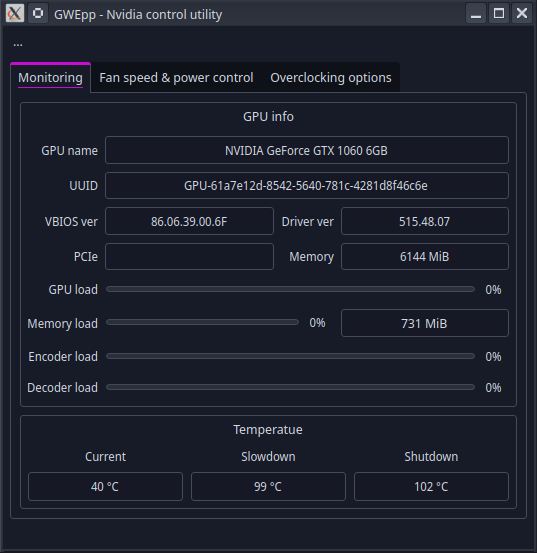 GWEpp - Nvidia control utility
...
Monitoring Fan speed & power control Overclocking options
GPU info
GPU name NVIDIA GeForce GTX 1060 6GB
UUID GPU-61a7e12d-8542-5640-781c-4281d8f46c6e
VBIOS ver 86.06.39.00.6F Driver ver 515.48.07
PCIe Memory 6144 MiB
GPU load 0%
Memory load 0% 731 MiB
Encoder load 0%
Decoder load 0%
Temperatue
Current Slowdown Shutdown
40 °C 99 °C 102 °C